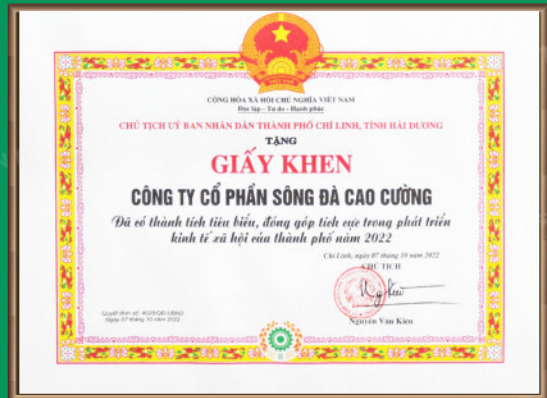 CỘNG HÒA XÃ HỘI CHỦ NGHĨA VIỆT NAM
Độc lập - Tự do - Hạnh phúc
CHỦ TỊCH UỶ BAN NHÂN DÂN THÀNH PHỐ CHÍ LINH, TỈNH HẢI DƯƠNG
TẶNG
GIẤY KHEN
CÔNG TY CỔ PHẦN SÔNG ĐÀ CAO CƯỜNG
Đã có thành tích tiêu biểu, đóng góp tích cực trong phát triển
kinh tế xã hội của thành phố năm 2022
Chí Linh, ngày 07 tháng 10 năm 2022
CHỦ TỊCH
Quyết định số
Ngày 07 tháng 10 năm 2022
Nguyễn Văn Kiên